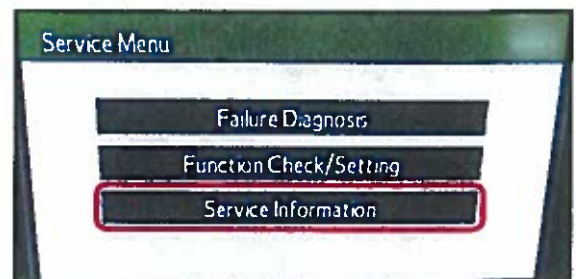 Service Menu
Failure Diagnosis
Function Check/Setting
Service Information